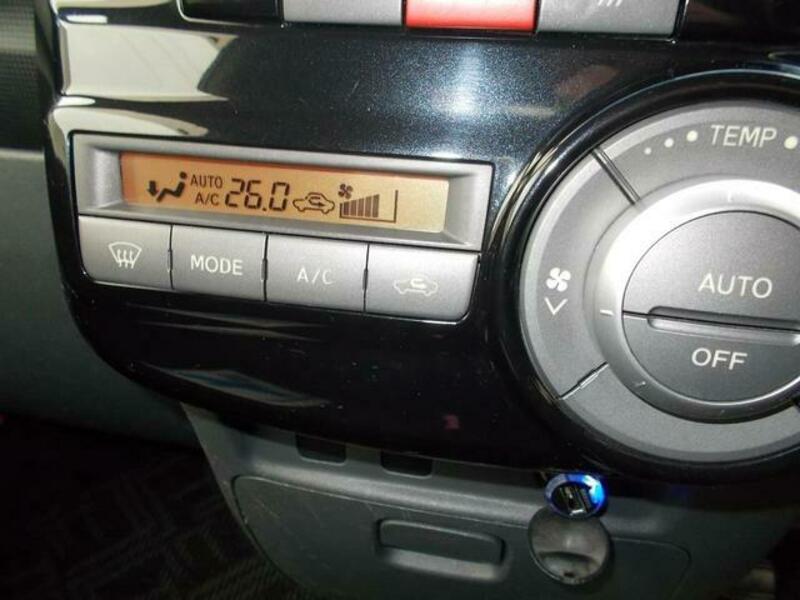 TEMP
AUTO
A/C 26.0
MODE
A/C
AUTO
OFF